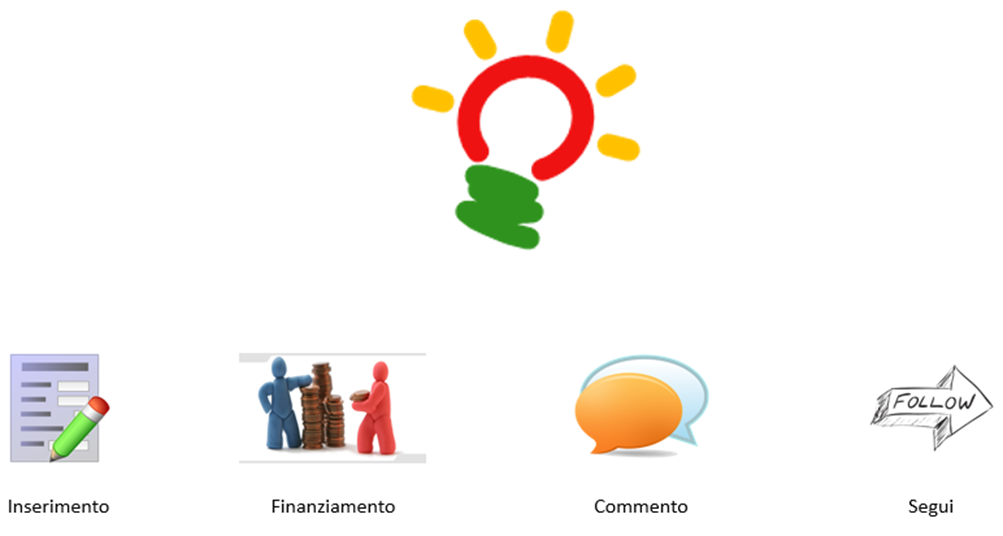 FOLLOW
Inserimento
Finanziamento
Commento
Segui